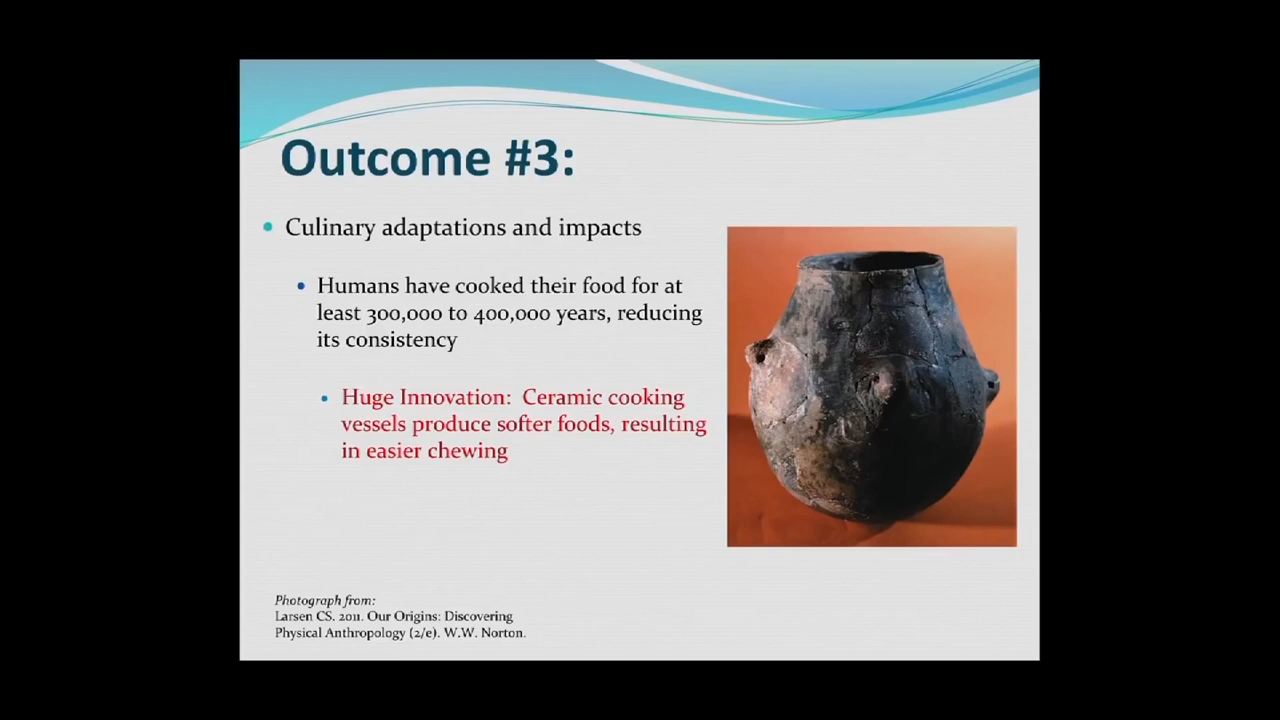 Outcome #3:
Culinary adaptations and impacts
Humans have cooked their food for at
least 300,000 to 400,000 years, reducing
its consistency
Huge Innovation:  Ceramic cooking
vessels produce softer foods, resulting
in easier chewing
Photograph from:
Larsen CS. 2011. Our Origins: Discovering
Physical Anthropology (2/e). W.W. Norton.